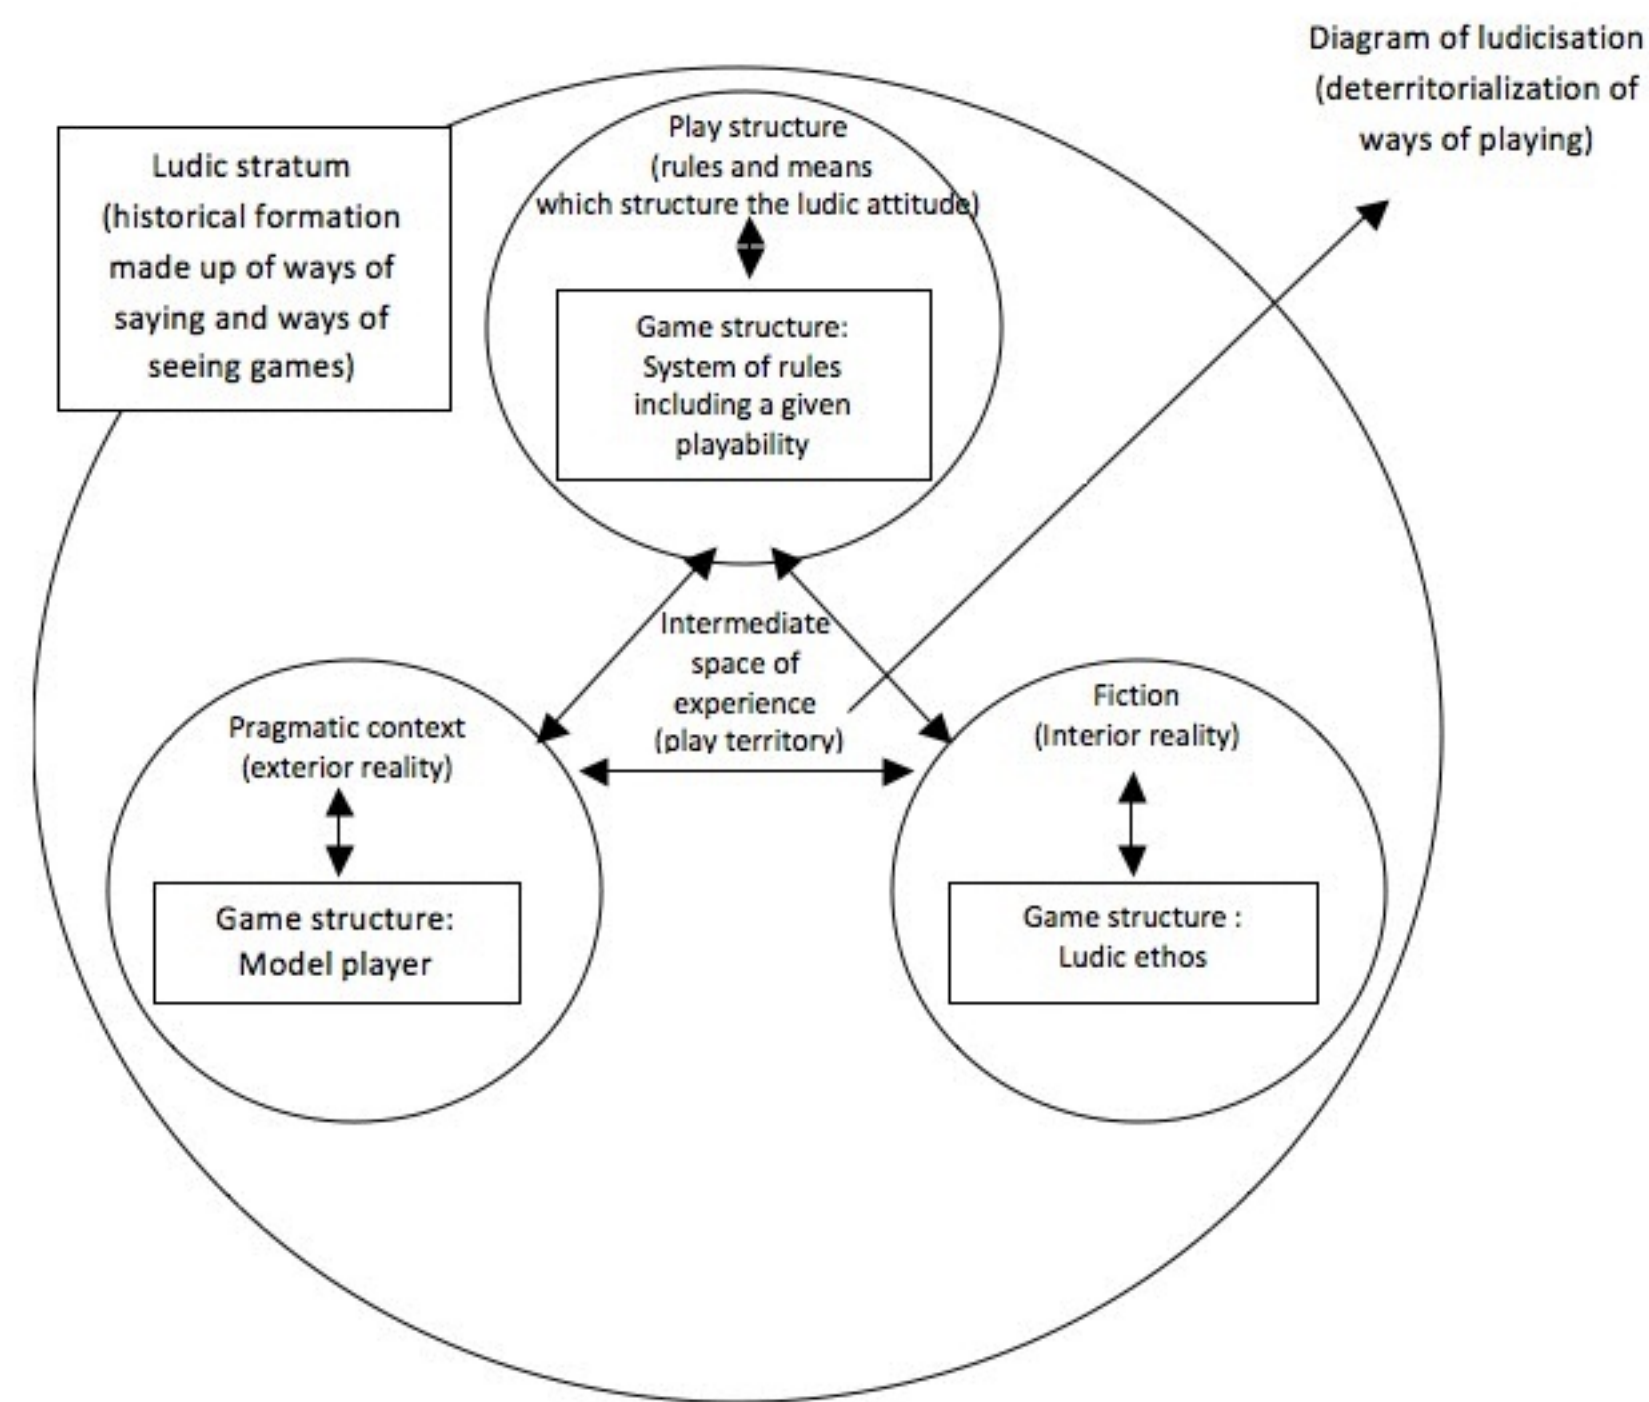 Diagram of ludicisation
(deterritorialization of
ways of playing)
Ludic stratum
(historical formation
made up of ways of
saying and ways of
seeing games)
Play structure
(rules and means
which structure the ludic attitude)
Game structure:
System of rules
including a given
playability
Intermediate
space of
experience
(play territory)
Pragmatic context
(exterior reality)
Game structure:
Model player
Fiction
(Interior reality)
Game structure :
Ludic ethos